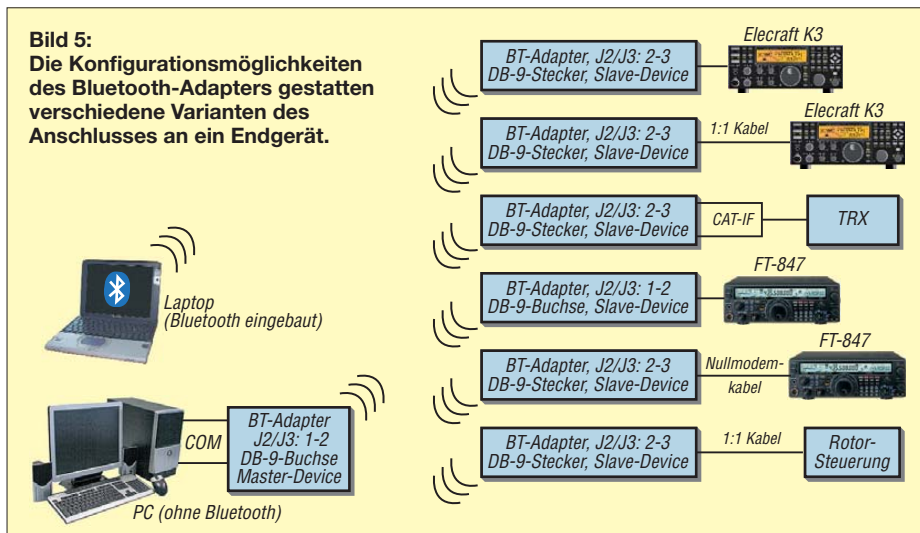 Bild 5:
Die Konfigurationsmöglichkeiten
des Bluetooth-Adapters gestatten
verschiedene Varianten des
Anschlusses an ein Endgerät.
Laptop
(Bluetooth eingebaut)
COM
BT-Adapter
J2/J3: 1-2
DB-9-Buchse
Master-Device
PC (ohne Bluetooth)
BT-Adapter, J2/J3: 2-3
DB-9-Stecker, Slave-Device
Elecraft K3
BT-Adapter, J2/J3: 2-3
DB-9-Stecker, Slave-Device
1:1 Kabel
Elecraft K3
BT-Adapter, J2/J3: 2-3
DB-9-Stecker, Slave-Device
CAT-IF
TRX
BT-Adapter, J2/J3: 1-2
DB-9-Buchse, Slave-Device
FT-847
BT-Adapter, J2/J3: 2-3
DB-9-Stecker, Slave-Device
Nullmodem-
kabel
FT-847
BT-Adapter, J2/J3: 2-3
DB-9-Stecker, Slave-Device
1:1 Kabel
Rotor-
Steuerung